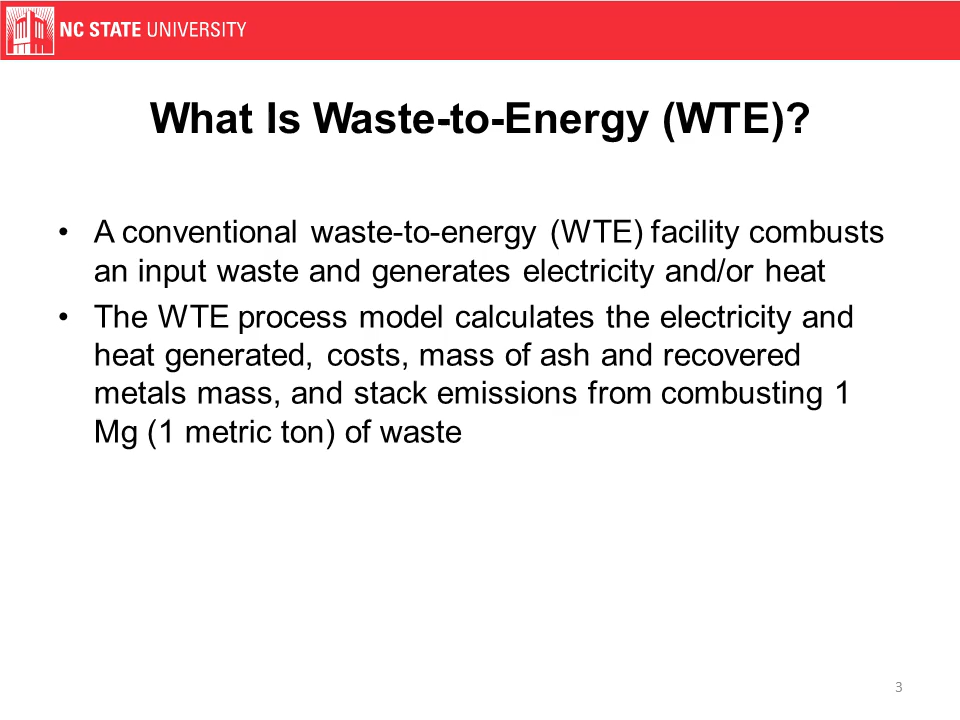 NC STATE UNIVERSITY
What Is Waste-to-Energy (WTE)?
• A conventional waste-to-energy (WTE) facility combusts
an input waste and generates electricity and/or heat
• The WTE process model calculates the electricity and
heat generated, costs, mass of ash and recovered
metals mass, and stack emissions from combusting 1
Mg (1 metric ton) of waste
3